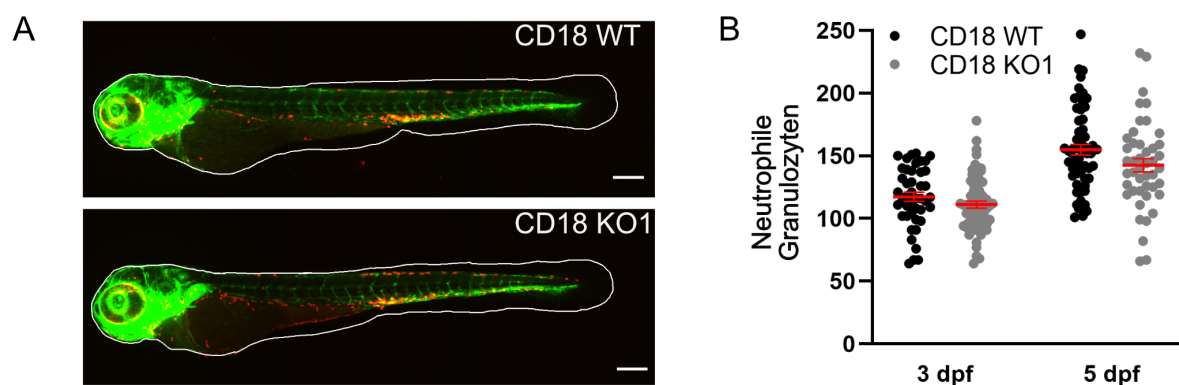 A
CD18 WT
CD18 KO1
B
CD18 WT
CD18 KO1
Neutrophile
Granulozyten
250
200
150
100
50
0
3 dpf
5 dpf